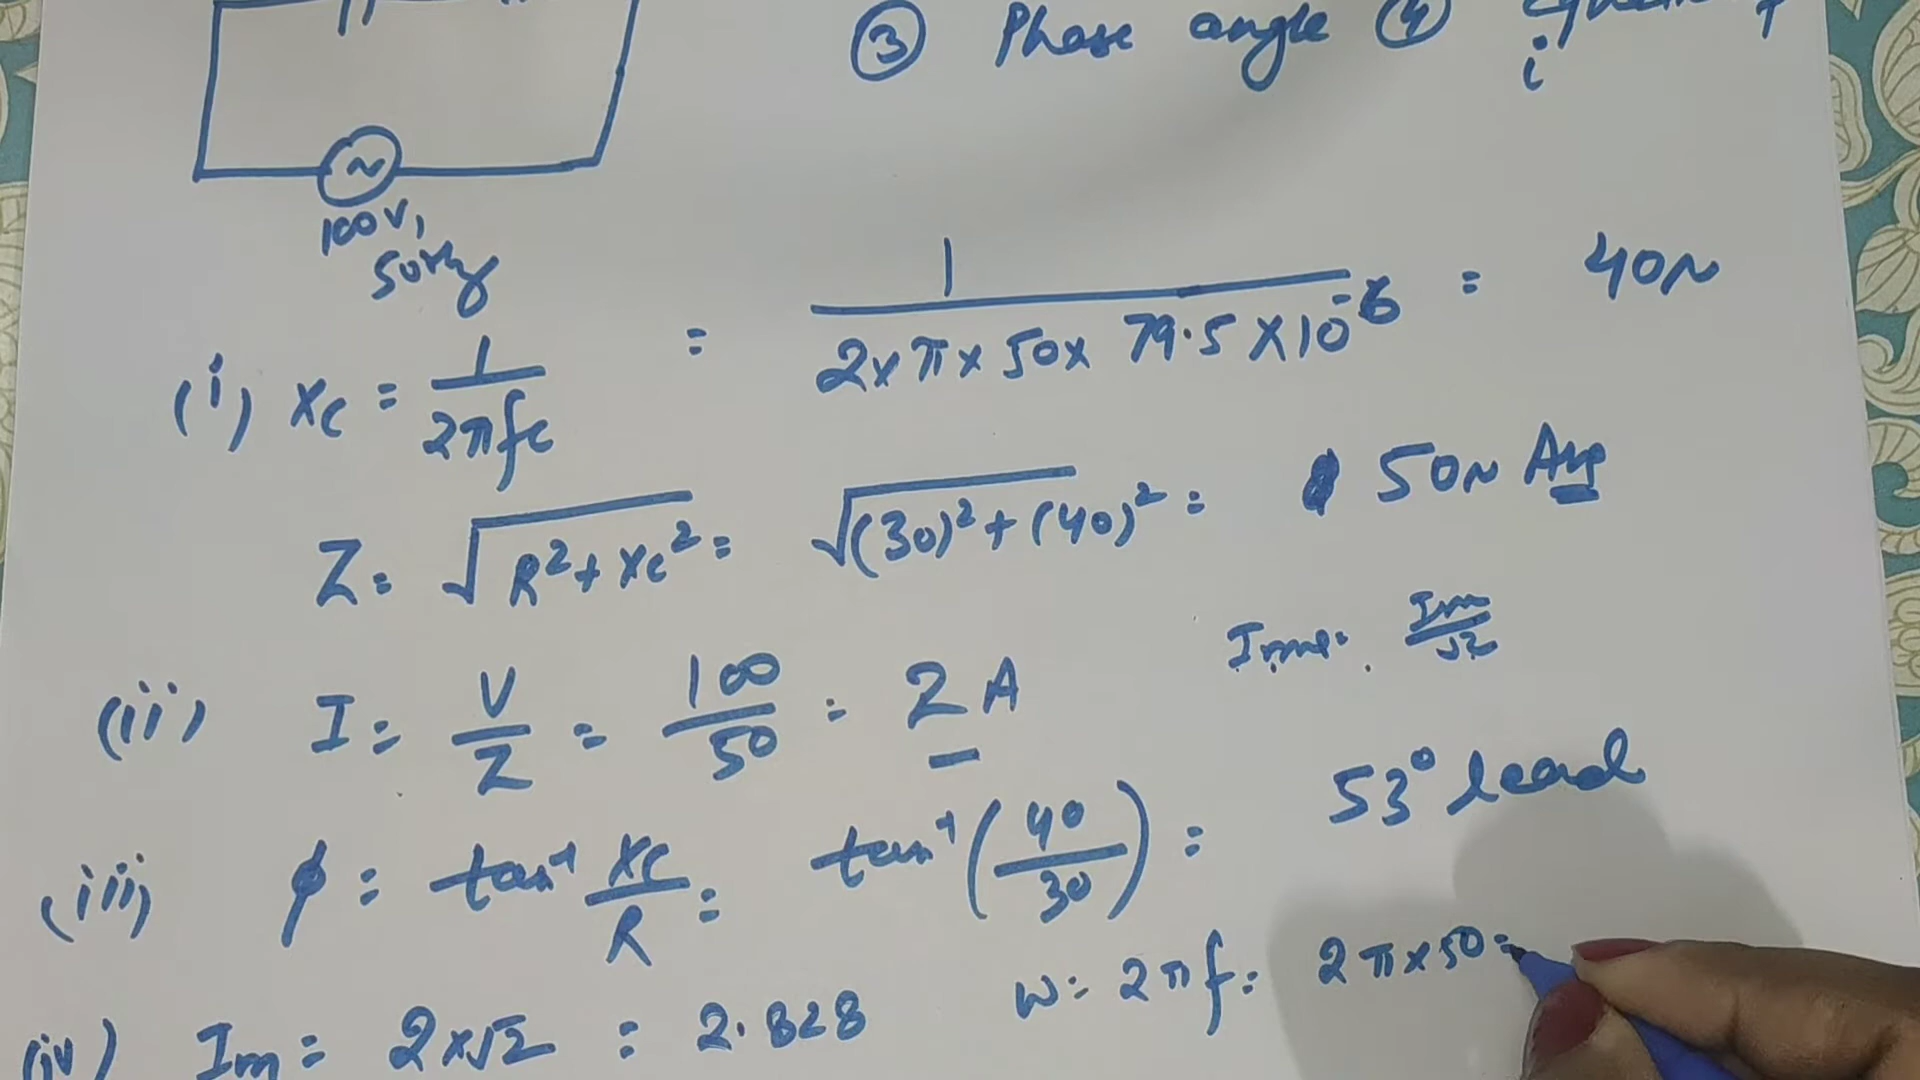 ③ Phase angle ④
i
100V,
50Hz
(i) Xc = 1/2πfc = 1/2×π×50×79.5×10⁻⁶ = 40Ω
Z = √R²+Xc² = √(30)²+(40)² = 50Ω Ans
Irms = Im/√2
(ii) I = V/Z = 100/50 = 2A
(iii) φ = tan⁻¹ Xc/R = tan⁻¹(40/30) = 53° lead
ω = 2πf = 2π×50=
(iv) Im = 2×√2 = 2.828